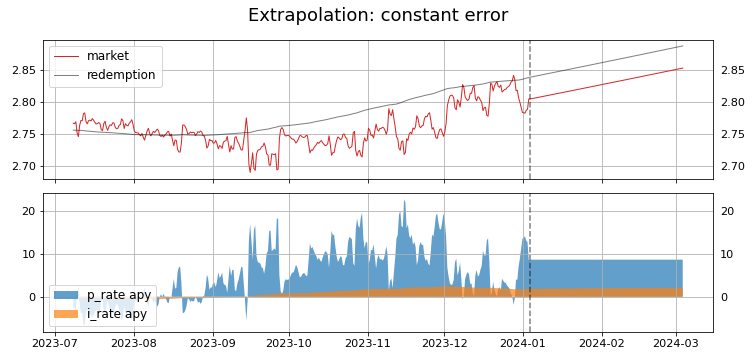 Extrapolation: constant error
market
redemption
2.85
2.80
2.75
2.70
2.85
2.80
2.75
2.70
20
10
0
20
10
0
p_rate apy
i_rate apy
2023-07 2023-08 2023-09 2023-10 2023-11 2023-12 2024-01 2024-02 2024-03